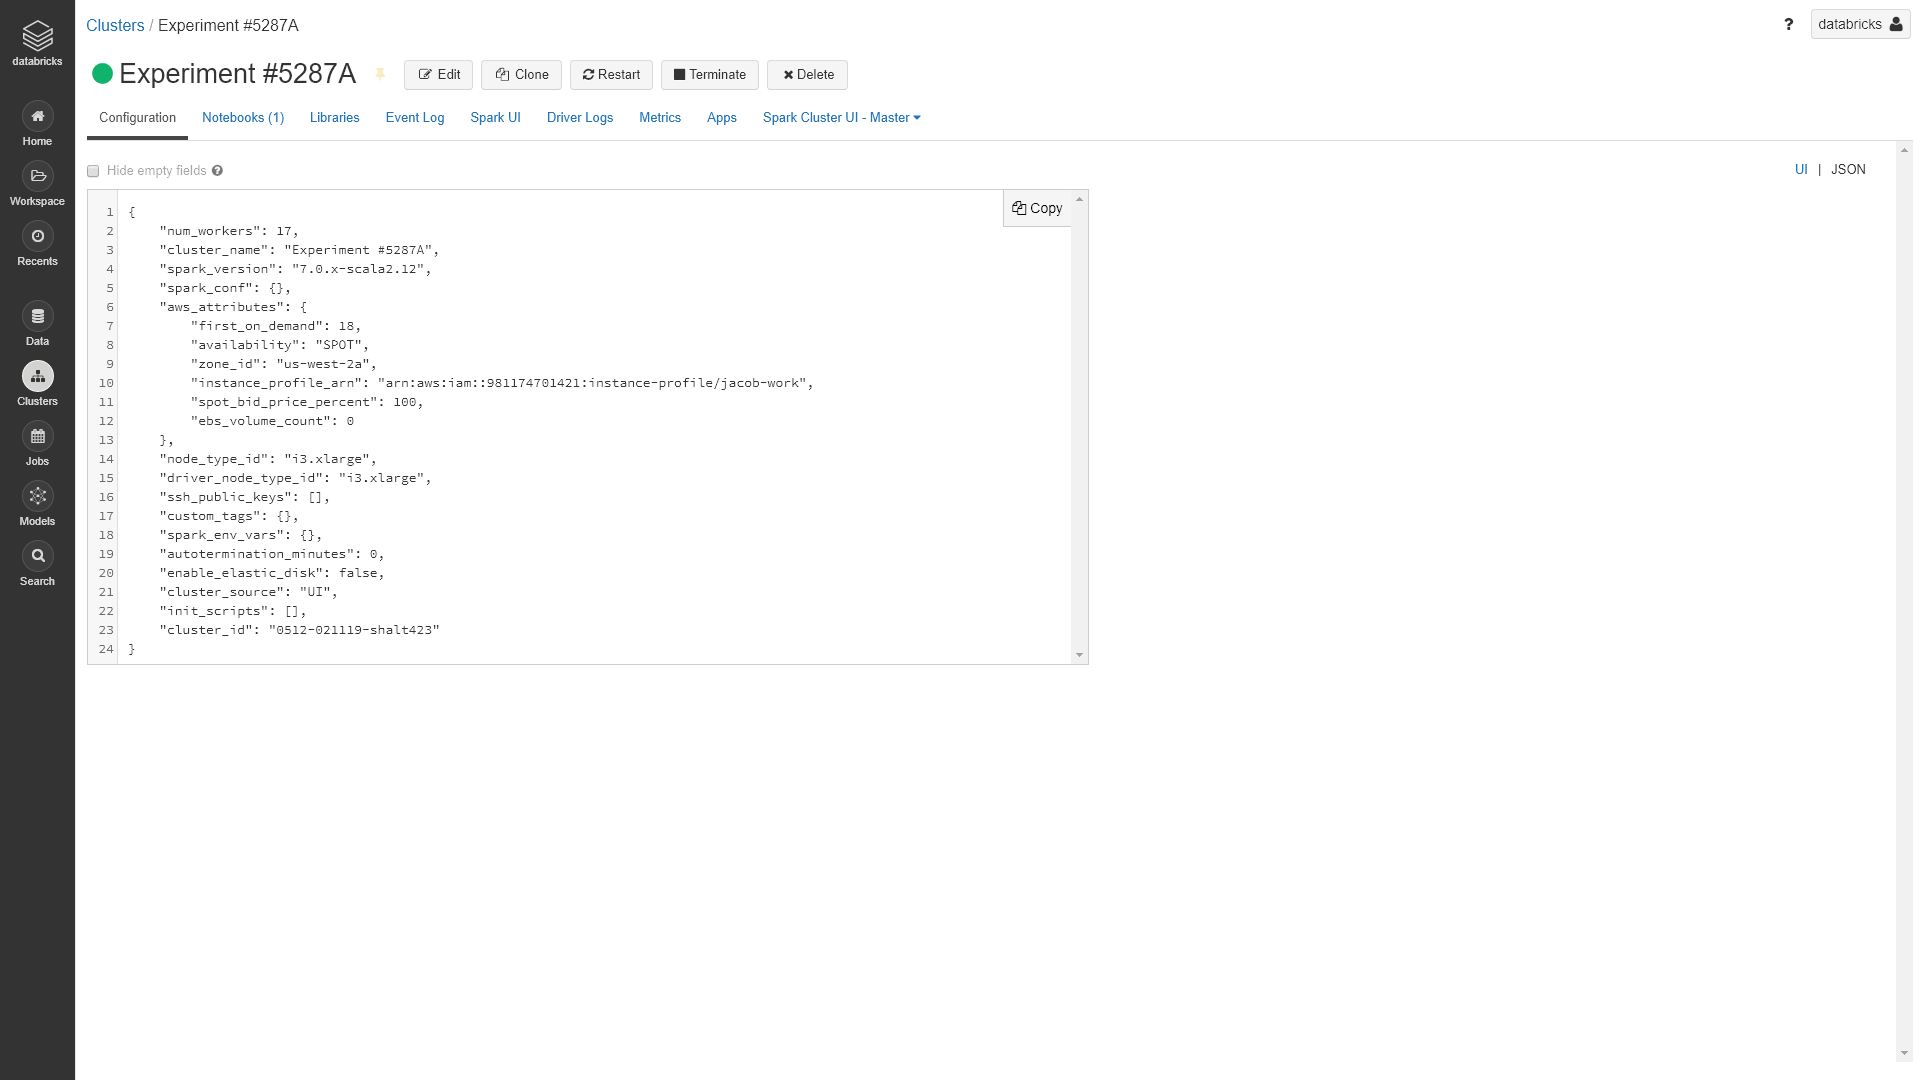 databricks
Home
Workspace
Recents
Data
Clusters
Jobs
Models
Search
Clusters / Experiment #5287A
? databricks
Experiment #5287A Edit Clone Restart Terminate Delete
Configuration Notebooks (1) Libraries Event Log Spark UI Driver Logs Metrics Apps Spark Cluster UI - Master
Hide empty fields ?
UI | JSON
Copy
1 {
2 "num_workers": 17,
3 "cluster_name": "Experiment #5287A",
4 "spark_version": "7.0.x-scala2.12",
5 "spark_conf": {},
6 "aws_attributes": {
7 "first_on_demand": 18,
8 "availability": "SPOT",
9 "zone_id": "us-west-2a",
10 "instance_profile_arn": "arn:aws:iam::981174701421:instance-profile/jacob-work",
11 "spot_bid_price_percent": 100,
12 "ebs_volume_count": 0
13 },
14 "node_type_id": "i3.xlarge",
15 "driver_node_type_id": "i3.xlarge",
16 "ssh_public_keys": [],
17 "custom_tags": {},
18 "spark_env_vars": {},
19 "autotermination_minutes": 0,
20 "enable_elastic_disk": false,
21 "cluster_source": "UI",
22 "init_scripts": [],
23 "cluster_id": "0512-021119-shalt423"
24 }